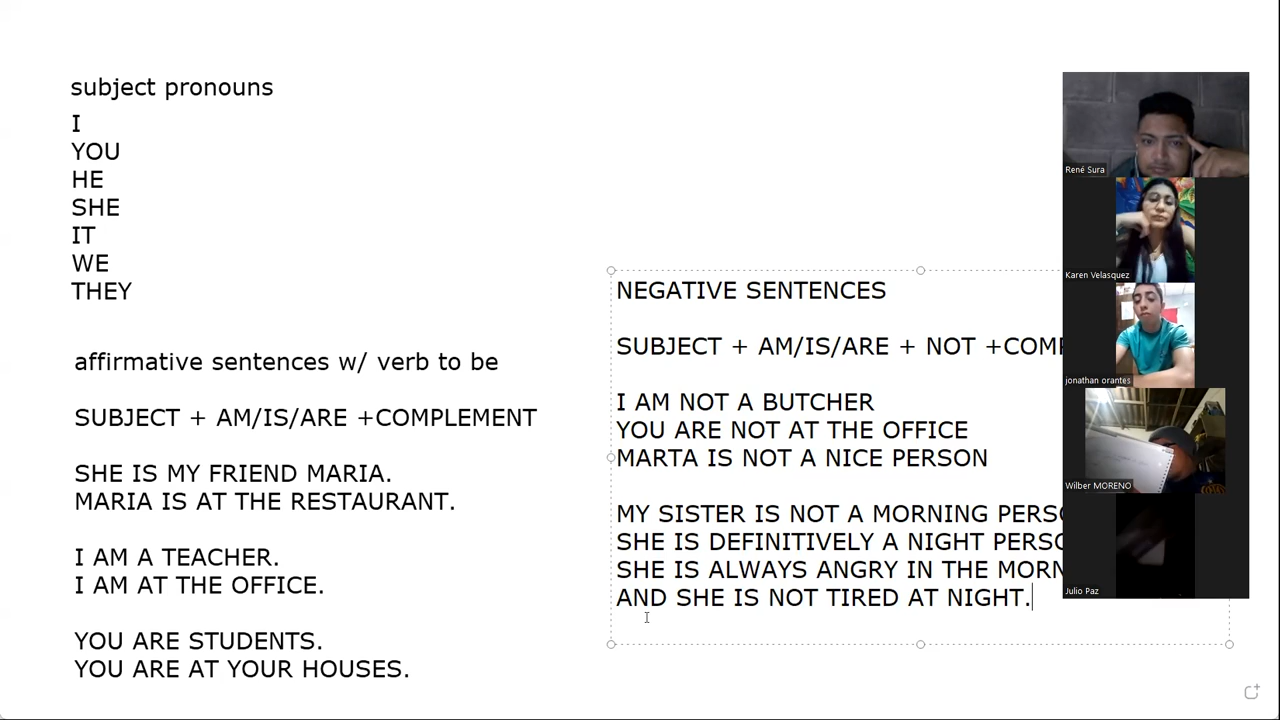 subject pronouns
I
YOU
HE
SHE
IT
WE
THEY
affirmative sentences w/ verb to be
SUBJECT + AM/IS/ARE +COMPLEMENT
SHE IS MY FRIEND MARIA.
MARIA IS AT THE RESTAURANT.
I AM A TEACHER.
I AM AT THE OFFICE.
YOU ARE STUDENTS.
YOU ARE AT YOUR HOUSES.
NEGATIVE SENTENCES
SUBJECT + AM/IS/ARE + NOT
I AM NOT A BUTCHER
YOU ARE NOT AT THE OFFICE
MARTA IS NOT A NICE PERSON
MY SISTER IS NOT A MORNING
SHE IS DEFINITIVELY A NIGHT
SHE IS ALWAYS ANGRY IN THE
AND SHE IS NOT TIRED AT NIGHT.
René Sura
Karen Velasquez
jonathan orantes
Wilber MORENO
Julio Paz